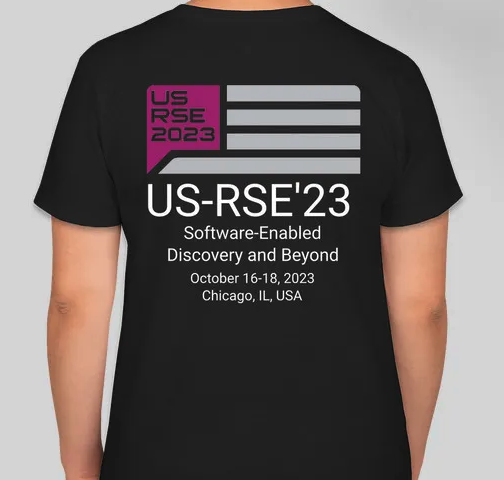 US
RSE
2023
US-RSE'23
Software-Enabled
Discovery and Beyond
October 16-18, 2023
Chicago, IL, USA